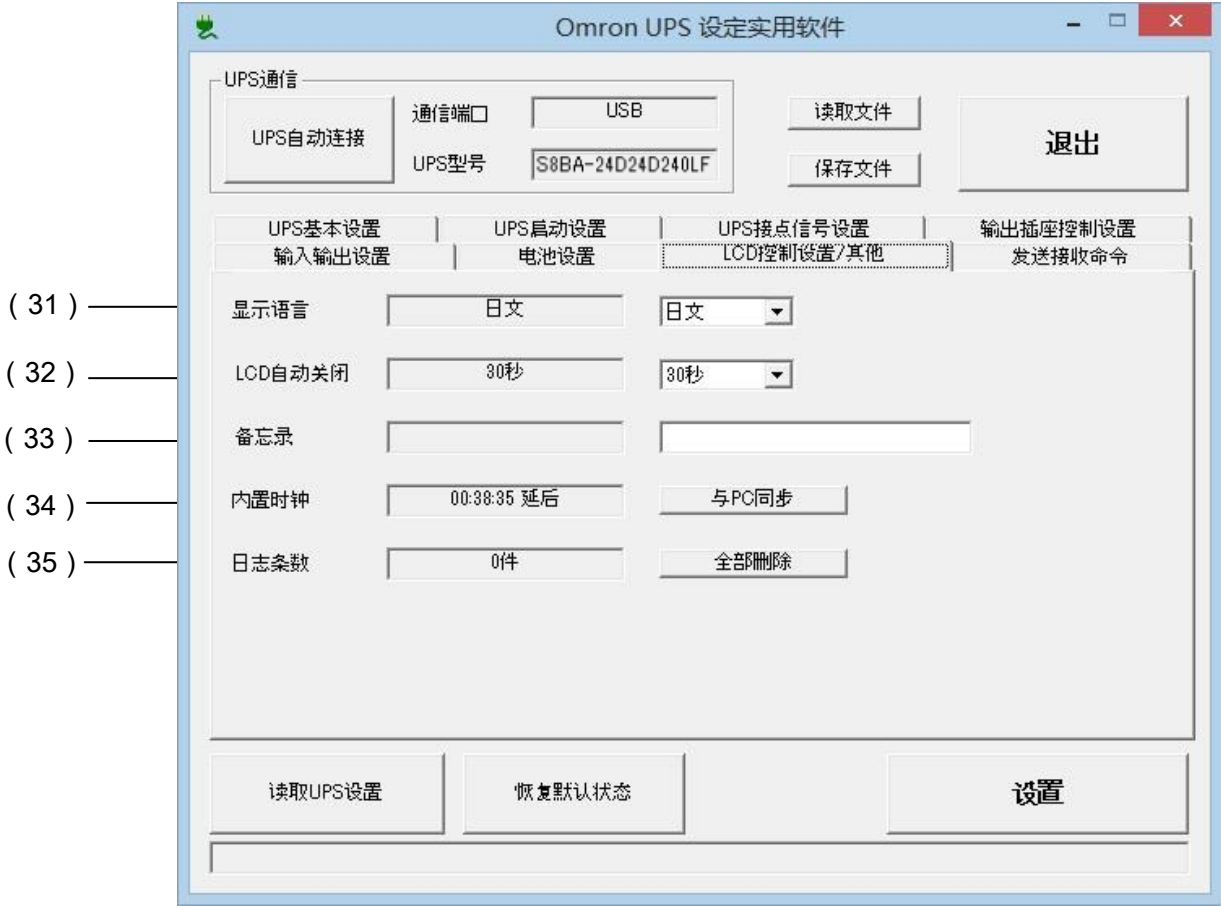 Omron UPS 设定实用软件
UPS通信
UPS自动连接
通信端口 USB
UPS型号 S8BA-24D24D240LF
读取文件
保存文件
退出
UPS基本设置 UPS启动设置 UPS接点信号设置 输出插座控制设置
输入输出设置 电池设置 LCD控制设置/其他 发送接收命令
(31) 显示语言 日文 日文
(32) LCD自动关闭 30秒 30秒
(33) 备忘录
(34) 内置时钟 00:38:35 延后 与PC同步
(35) 日志条数 0件 全部删除
读取UPS设置 恢复默认状态 设置